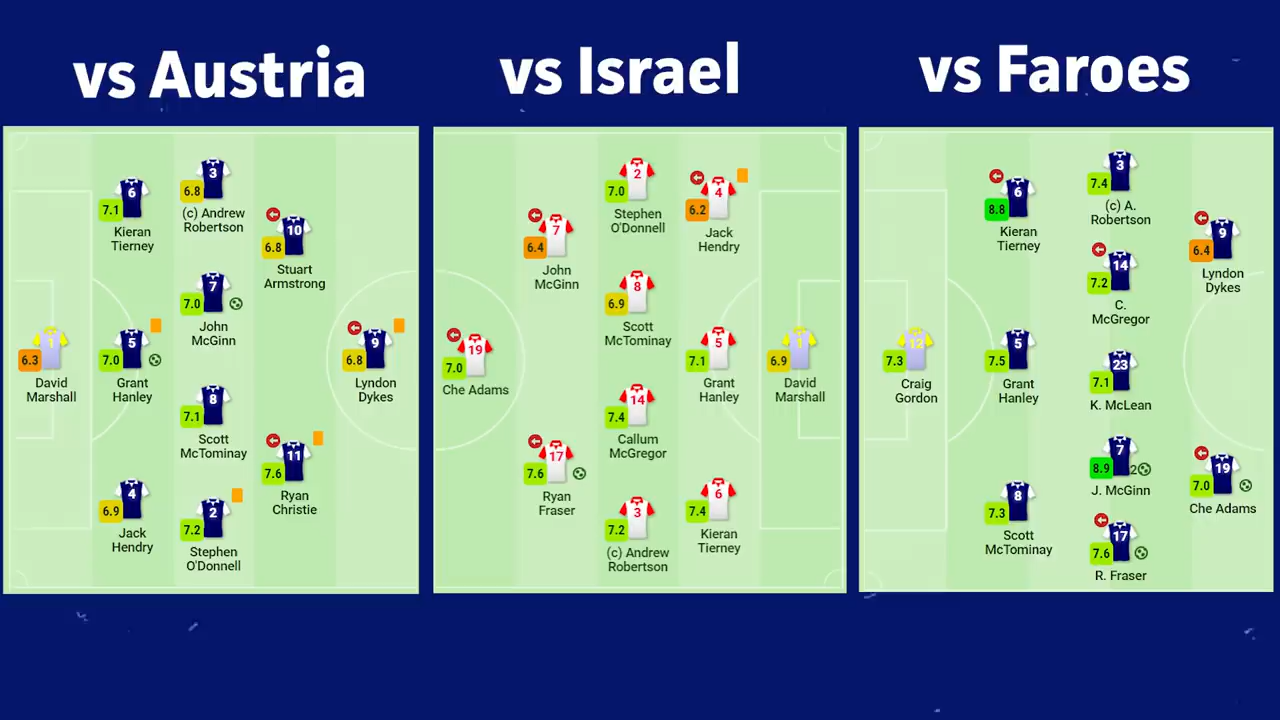 vs Austria
3
6.8
(c) Andrew
Robertson
6
7.1
Kieran
Tierney
10
6.8
Stuart
Armstrong
7
7.0
John
McGinn
1
6.3
David
Marshall
5
7.0
Grant
Hanley
9
6.8
Lyndon
Dykes
8
7.1
Scott
McTominay
11
7.6
Ryan
Christie
4
6.9
Jack
Hendry
2
7.2
Stephen
O'Donnell
vs Israel
2
7.0
Stephen
O'Donnell
4
6.2
Jack
Hendry
7
6.4
John
McGinn
8
6.9
Scott
McTominay
19
7.0
Che Adams
5
7.1
Grant
Hanley
1
6.9
David
Marshall
14
7.4
Callum
McGregor
17
7.6
Ryan
Fraser
6
7.4
Kieran
Tierney
3
7.2
(c) Andrew
Robertson
vs Faroes
3
7.4
(c) A.
Robertson
6
8.8
Kieran
Tierney
9
6.4
Lyndon
Dykes
14
7.2
C.
McGregor
12
7.3
Craig
Gordon
5
7.5
Grant
Hanley
23
7.1
K. McLean
7
8.9
2
J. McGinn
19
7.0
Che Adams
8
7.3
Scott
McTominay
17
7.6
R. Fraser